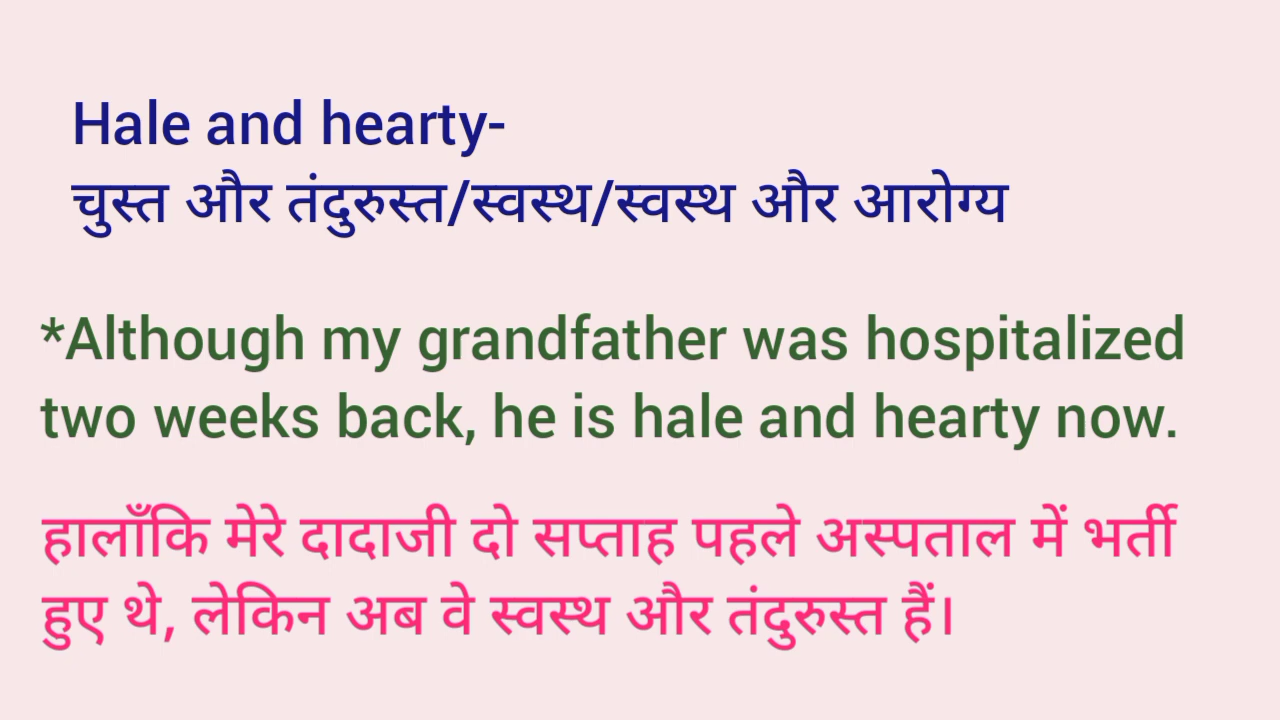 Hale and hearty-
चुस्त और तंदुरुस्त/स्वस्थ/स्वस्थ और आरोग्य
*Although my grandfather was hospitalized
two weeks back, he is hale and hearty now.
हालाँकि मेरे दादाजी दो सप्ताह पहले अस्पताल में भर्ती
हुए थे, लेकिन अब वे स्वस्थ और तंदुरुस्त हैं।